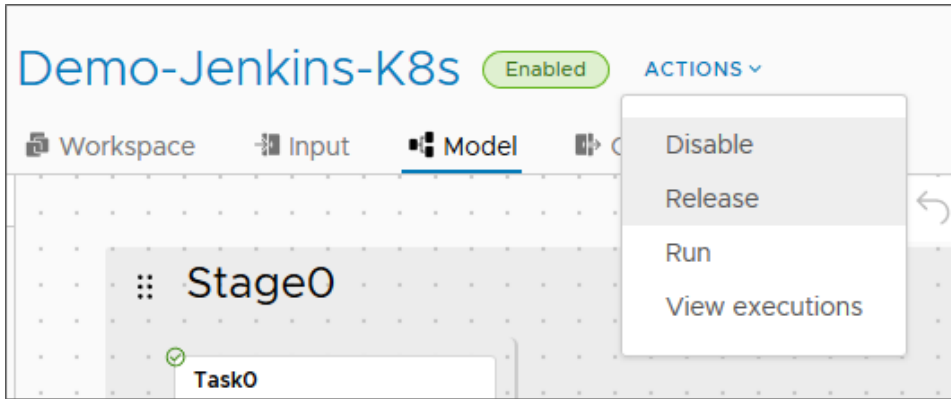 Demo-Jenkins-K8s Enabled ACTIONS
Workspace Input Model
Disable
Release
Run
View executions
Stage0
Task0